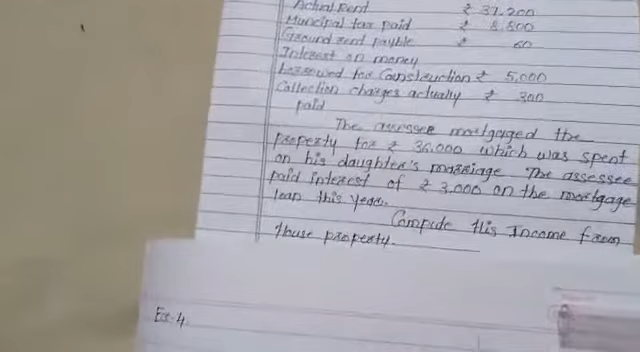 Actual Rent ₹ 37,200
Municipal tax paid ₹ 8,800
Ground rent payble ₹ 60
Interest on money
Borrowed for Construction ₹ 5,000
Collection charges actually ₹ 300
paid
The assessee mortgaged the
property for ₹ 36,000 which was spent
on his daughter's marriage. The assessee
paid interest of ₹ 3,000 on the mortgage
loan this year.
Compute His Income from
House property.
Ex:4